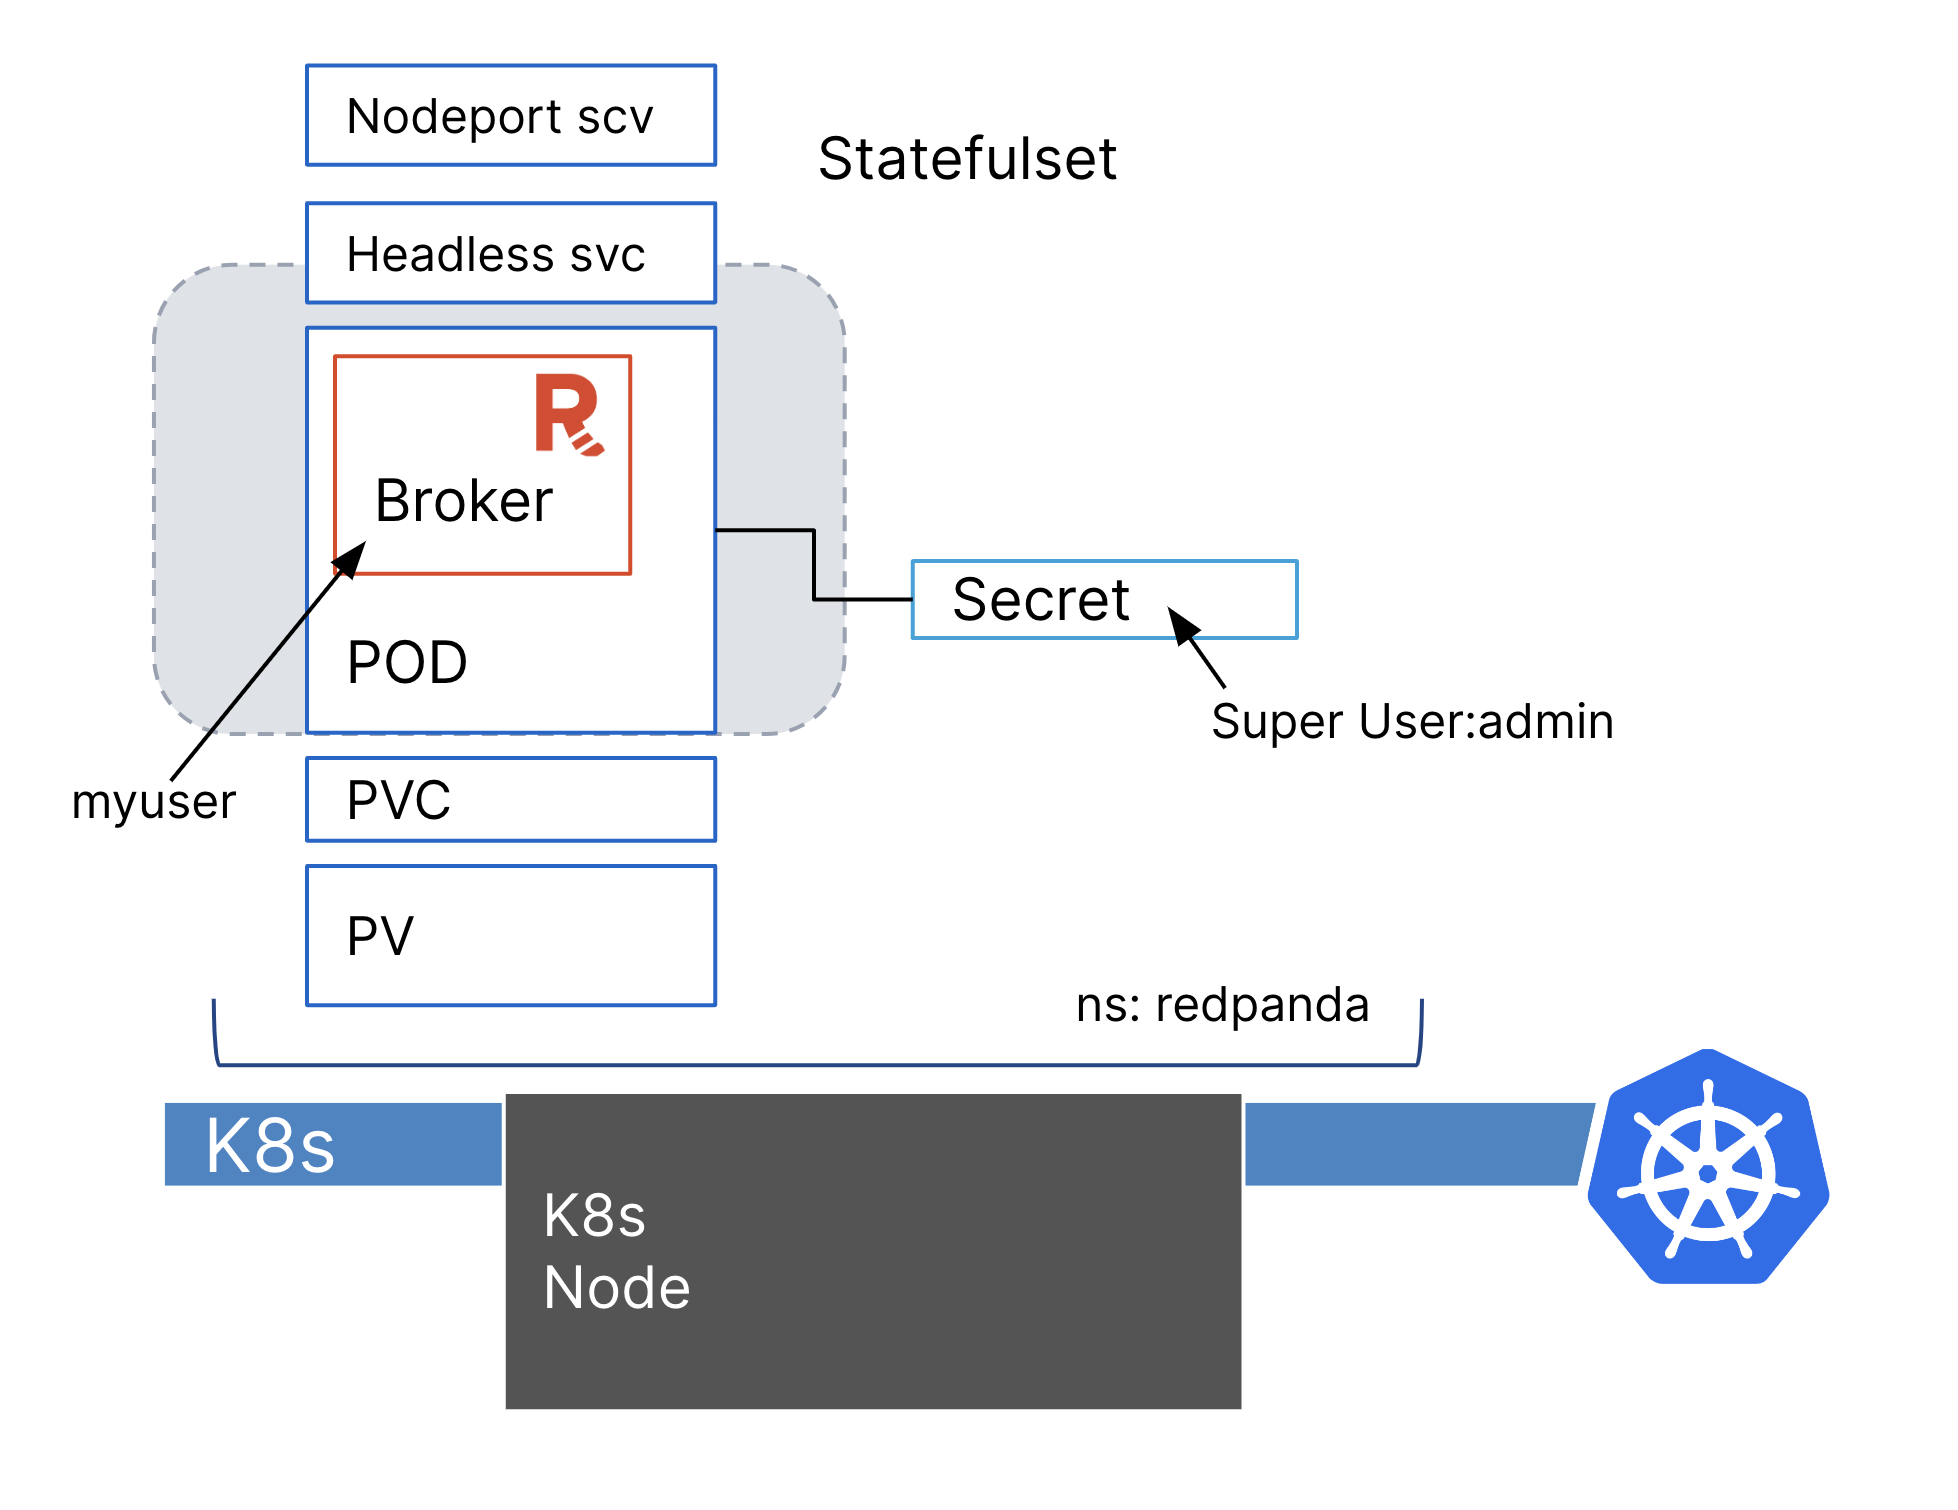 Nodeport scv
Statefulset
Headless svc
Broker
POD
Secret
Super User:admin
myuser
PVC
PV
ns: redpanda
K8s
K8s
Node